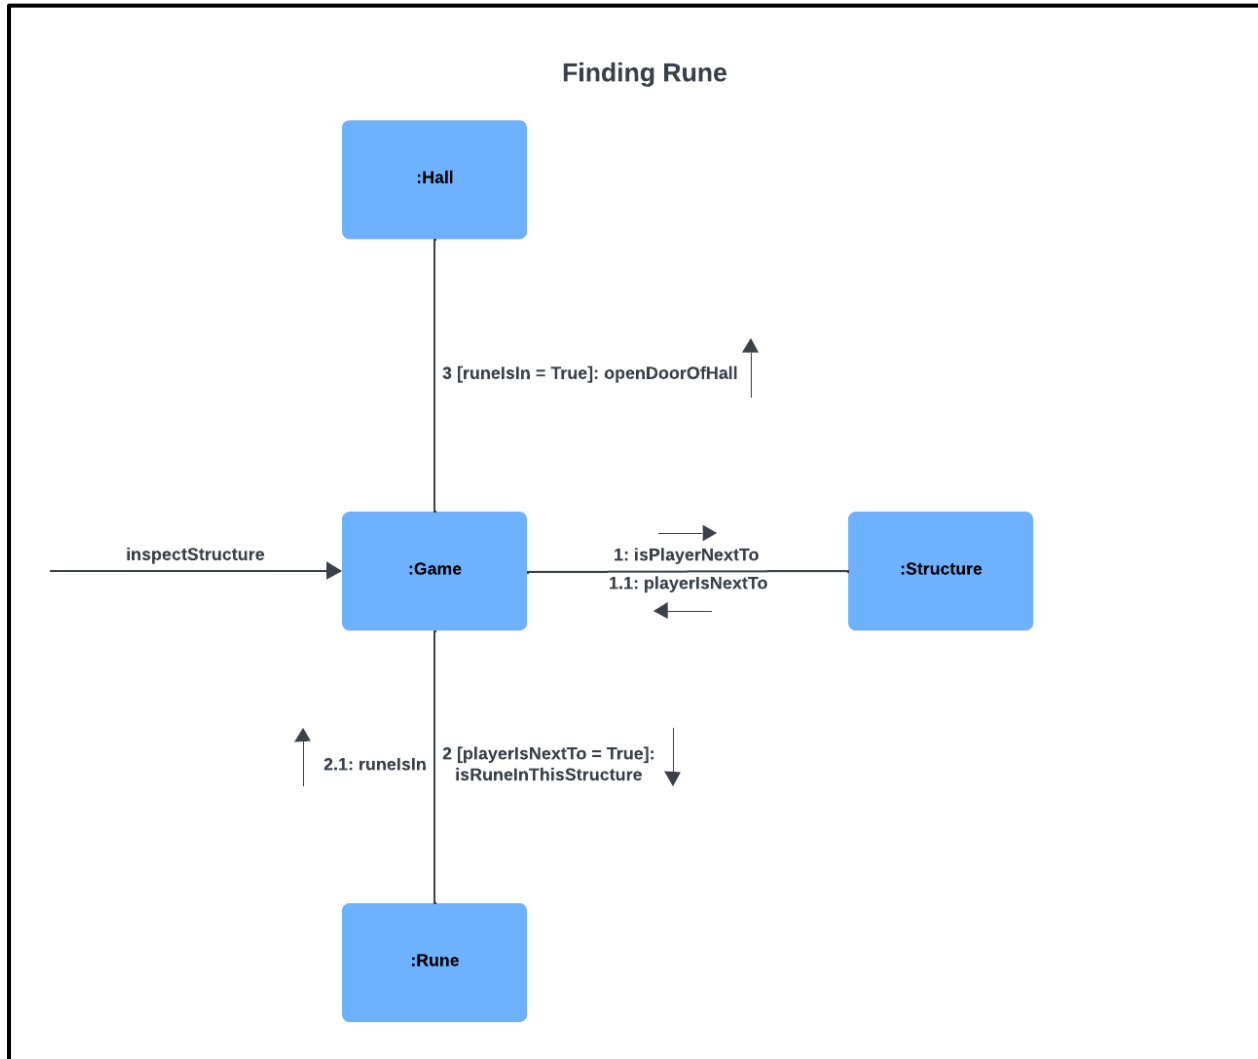 Finding Rune
:Hall
3 [runeIsIn = True]: openDoorOfHall
inspectStructure
:Game
1: isPlayerNextTo
1.1: playerIsNextTo
:Structure
2.1: runeIsIn
2 [playerIsNextTo = True]:
isRuneInThisStructure
:Rune